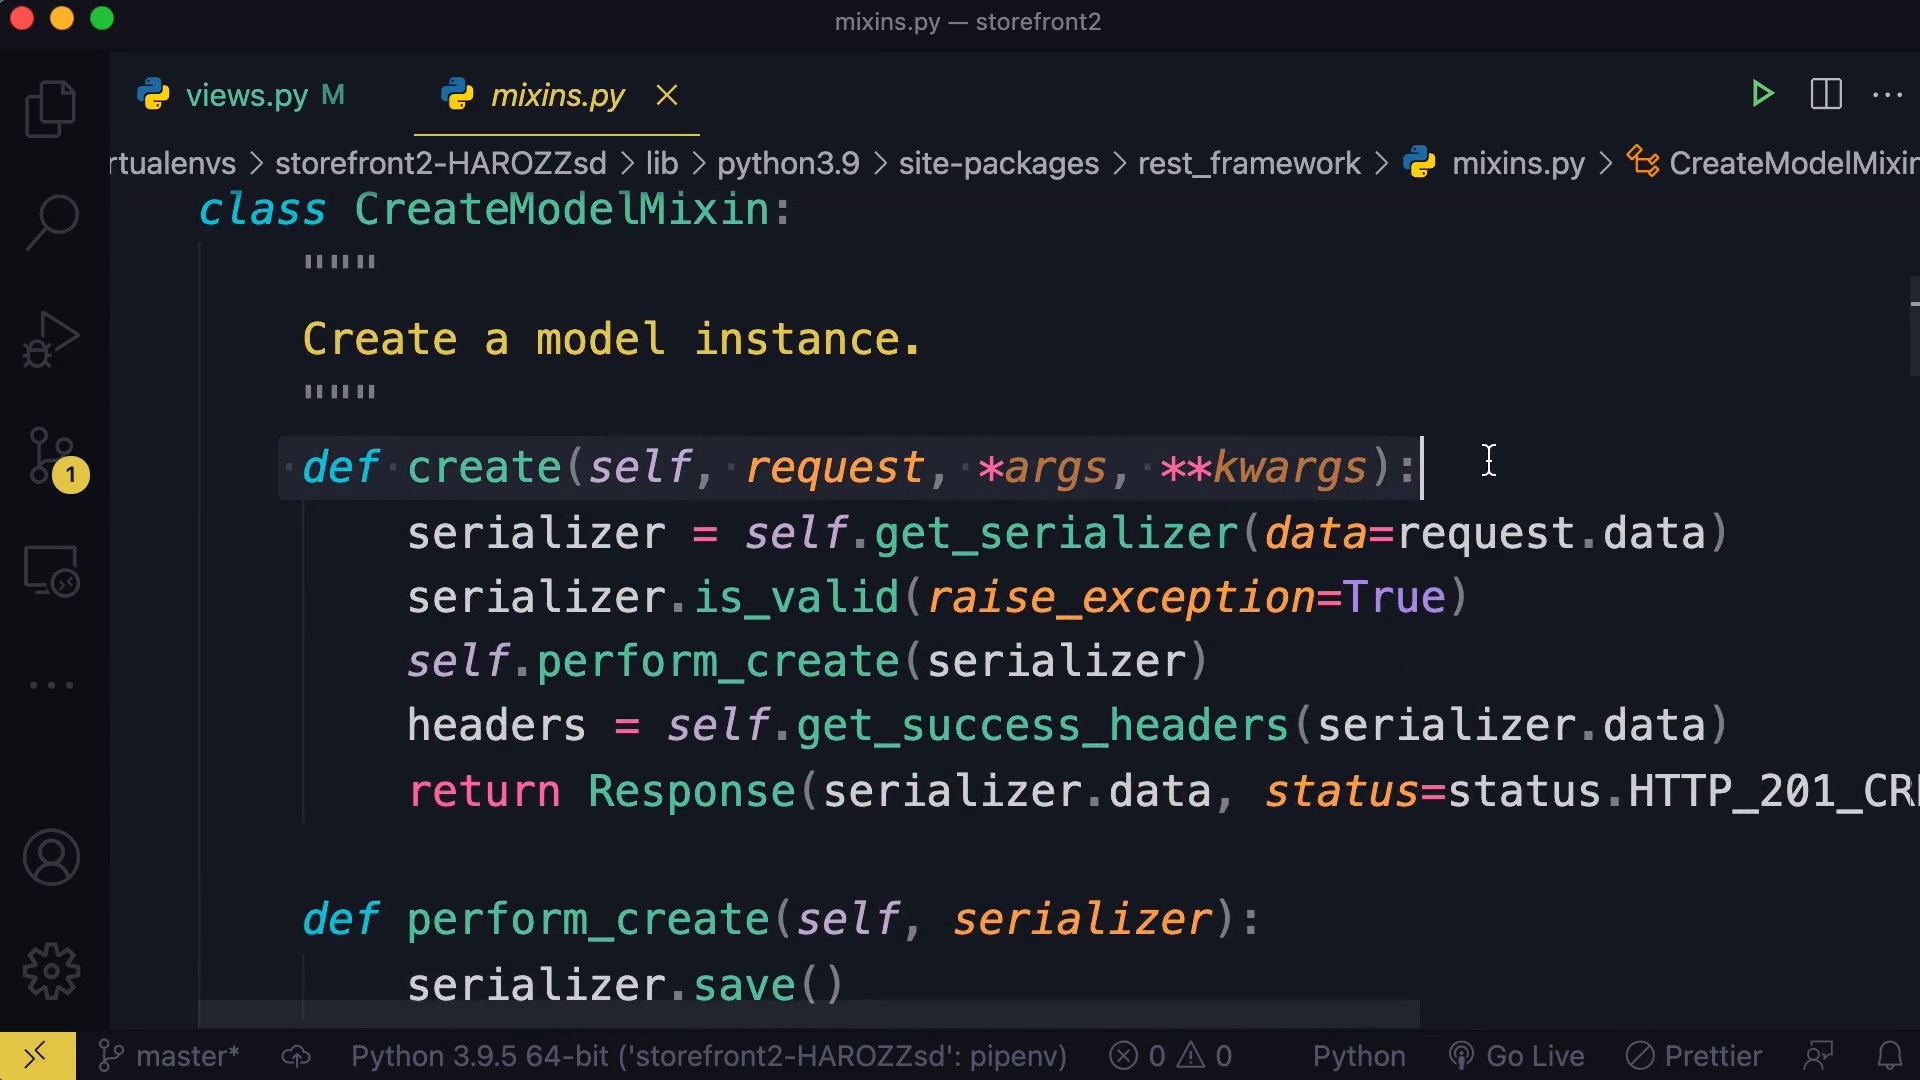 mixins.py — storefront2
views.py M
mixins.py
rtualenvs > storefront2-HAROZZsd > lib > python3.9 > site-packages > rest_framework > mixins.py > CreateModelMixin
class CreateModelMixin:
"""
Create a model instance.
"""
def create(self, request, *args, **kwargs):
serializer = self.get_serializer(data=request.data)
serializer.is_valid(raise_exception=True)
self.perform_create(serializer)
headers = self.get_success_headers(serializer.data)
return Response(serializer.data, status=status.HTTP_201_CR
def perform_create(self, serializer):
serializer.save()
1
master* Python 3.9.5 64-bit ('storefront2-HAROZZsd': pipenv) 0 0 Python Go Live Prettier